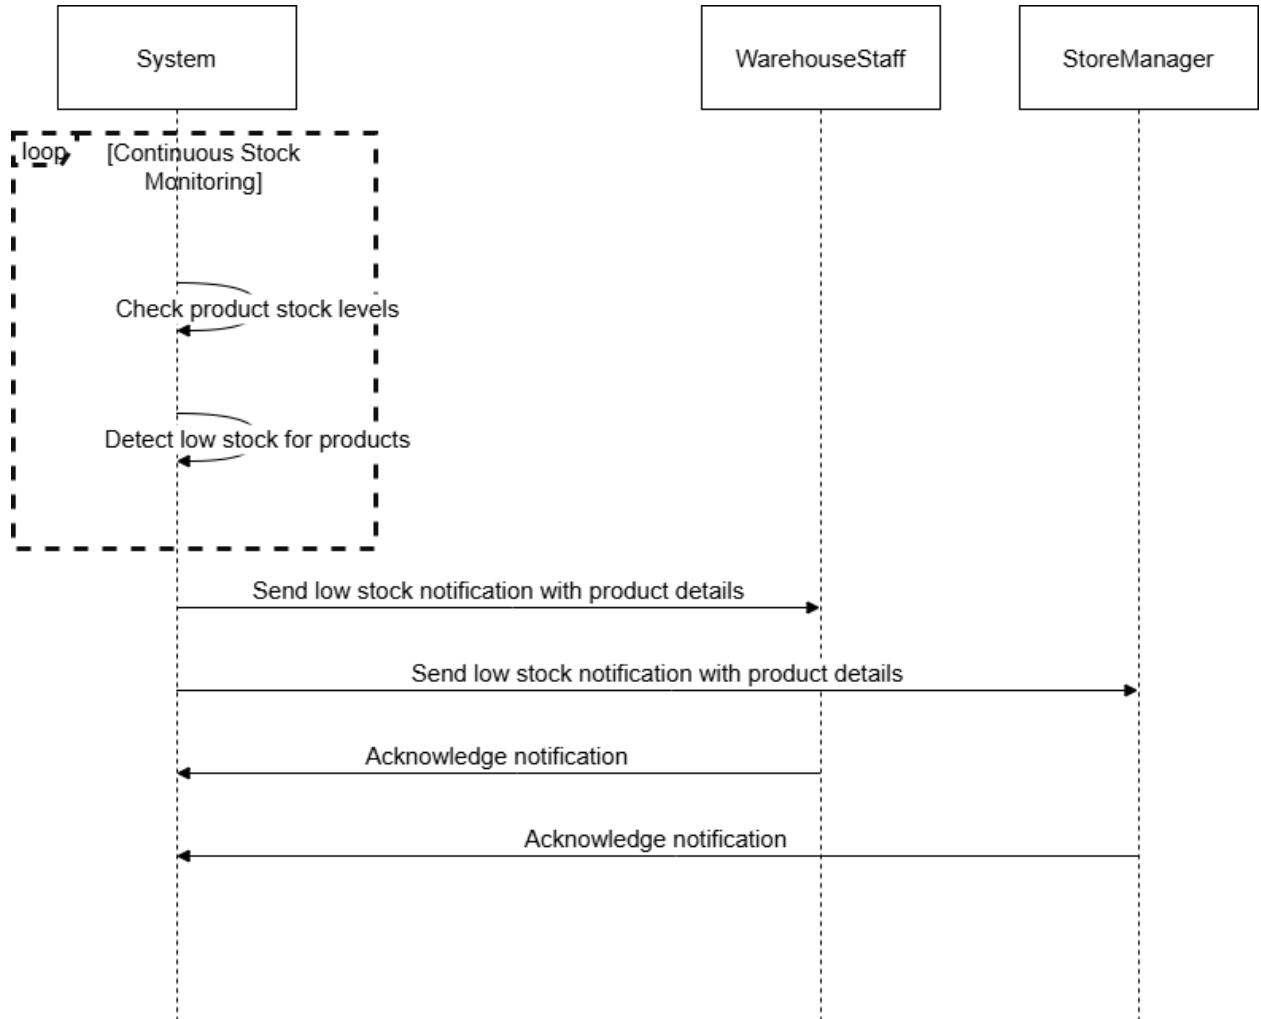 System
WarehouseStaff
StoreManager
loop
[Continuous Stock
Monitoring]
Check product stock levels
Detect low stock for products
Send low stock notification with product details
Send low stock notification with product details
Acknowledge notification
Acknowledge notification